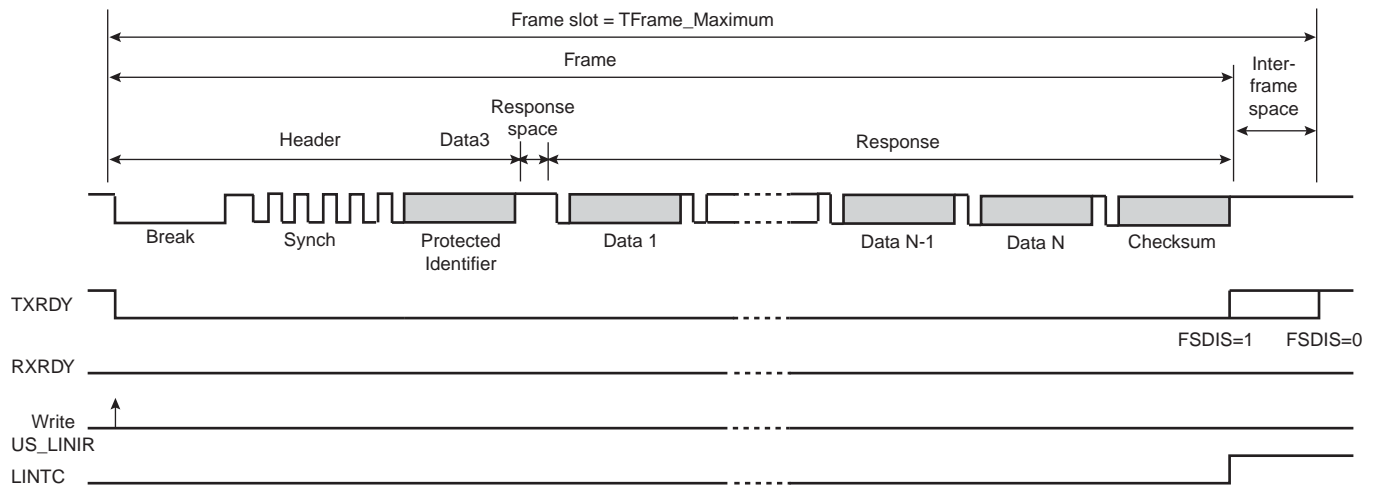 Frame slot = TFrame_Maximum
Frame
Inter-
frame
space
Response
space
Header
Data3
Response
Break
Synch
Protected
Identifier
Data 1
Data N-1
Data N
Checksum
TXRDY
FSDIS=1
FSDIS=0
RXRDY
Write
US_LINIR
LINTC